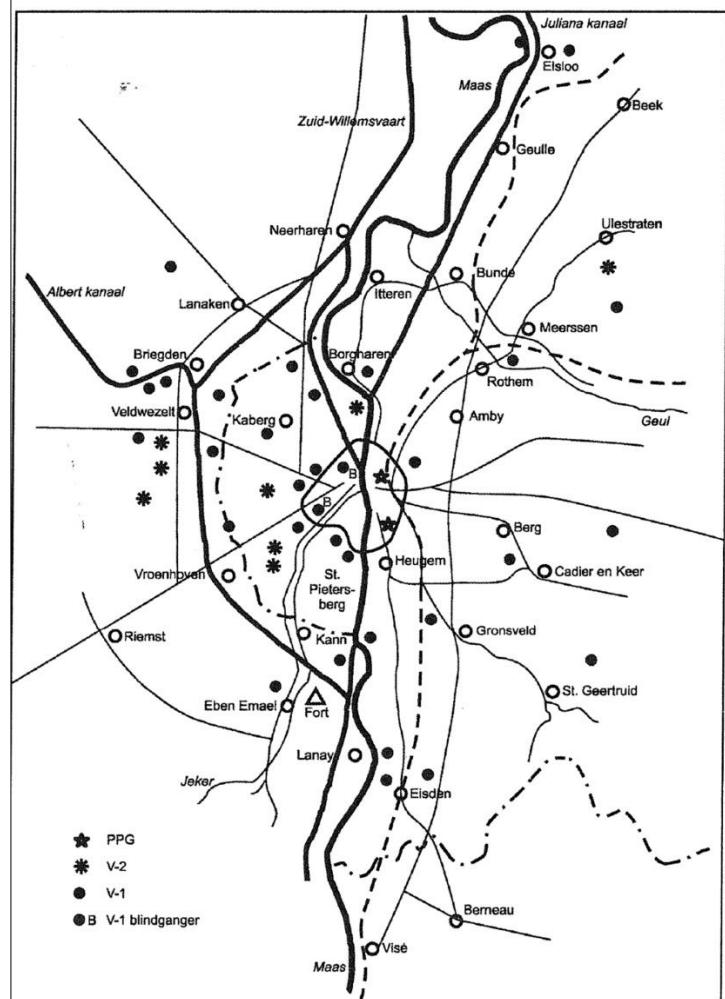 Juliana kanaal
Elsloo
Maas
Beek
Zuid-Willemsvaart
Geulle
Neerharen
Ulestraten
Bunde
Itteren
Albert kanaal
Lanaken
Meerssen
Briegden
Borgharen
Rothem
Veldwezelt
Kaberg
Amby
Geul
B
B
Berg
Heugem
Cadier en Keer
Vroenhoven
St.
Pieters-
berg
Riemst
Kann
Gronsveld
Eben Emael
Fort
St. Geertruid
Lanay
Jeker
Eisden
PPG
V-2
V-1
B V-1 blindganger
Berneau
Visé
Maas